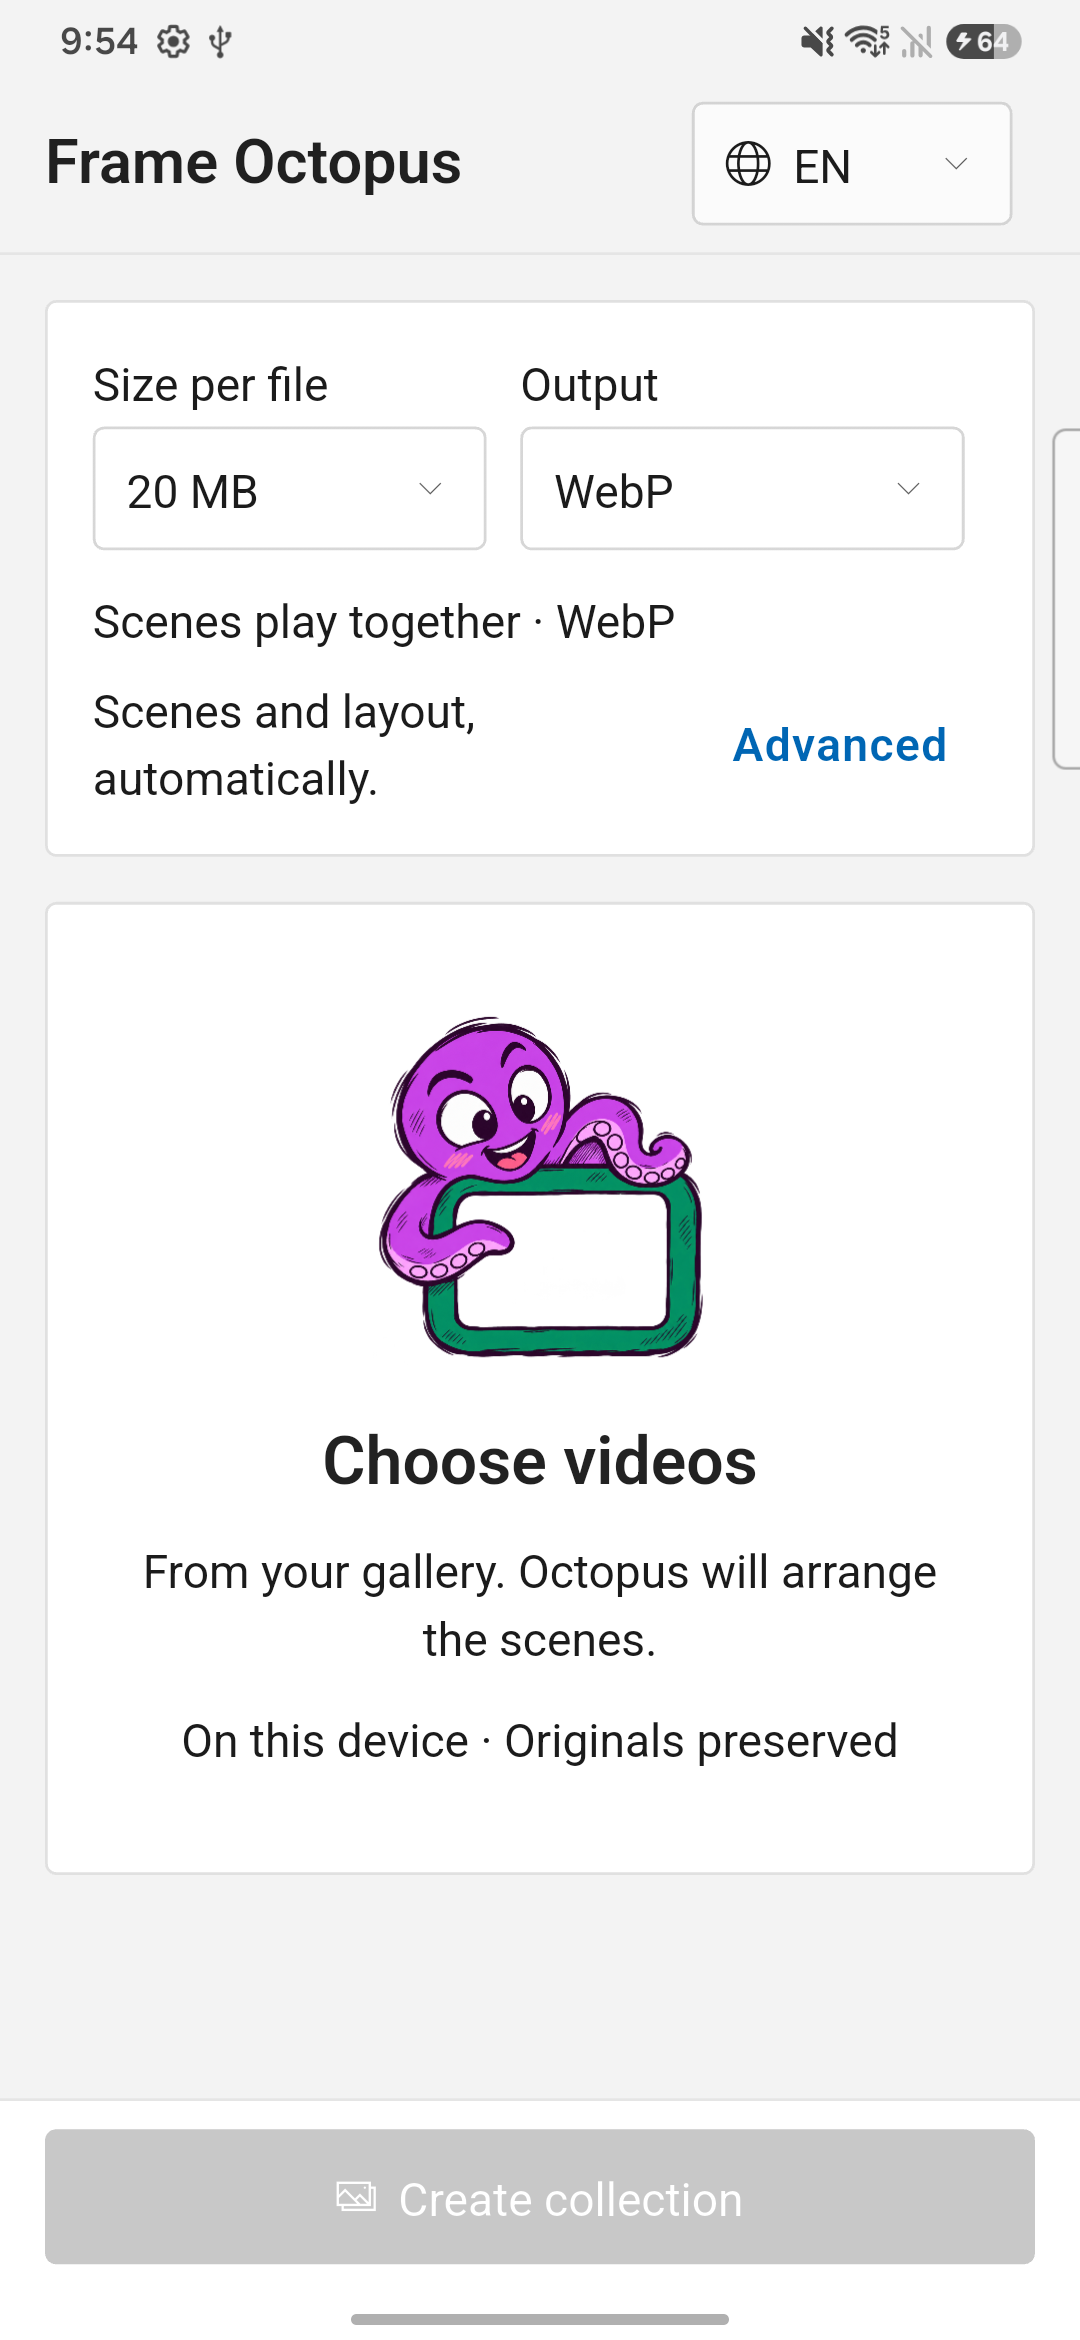 9:54
5
64
Frame Octopus
EN
Size per file
Output
20 MB
WebP
Scenes play together · WebP
Scenes and layout,
automatically.
Advanced
Choose videos
From your gallery. Octopus will arrange
the scenes.
On this device · Originals preserved
Create collection